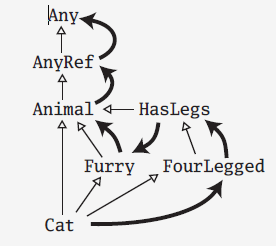 Any
AnyRef
Animal HasLegs
Furry FourLegged
Cat